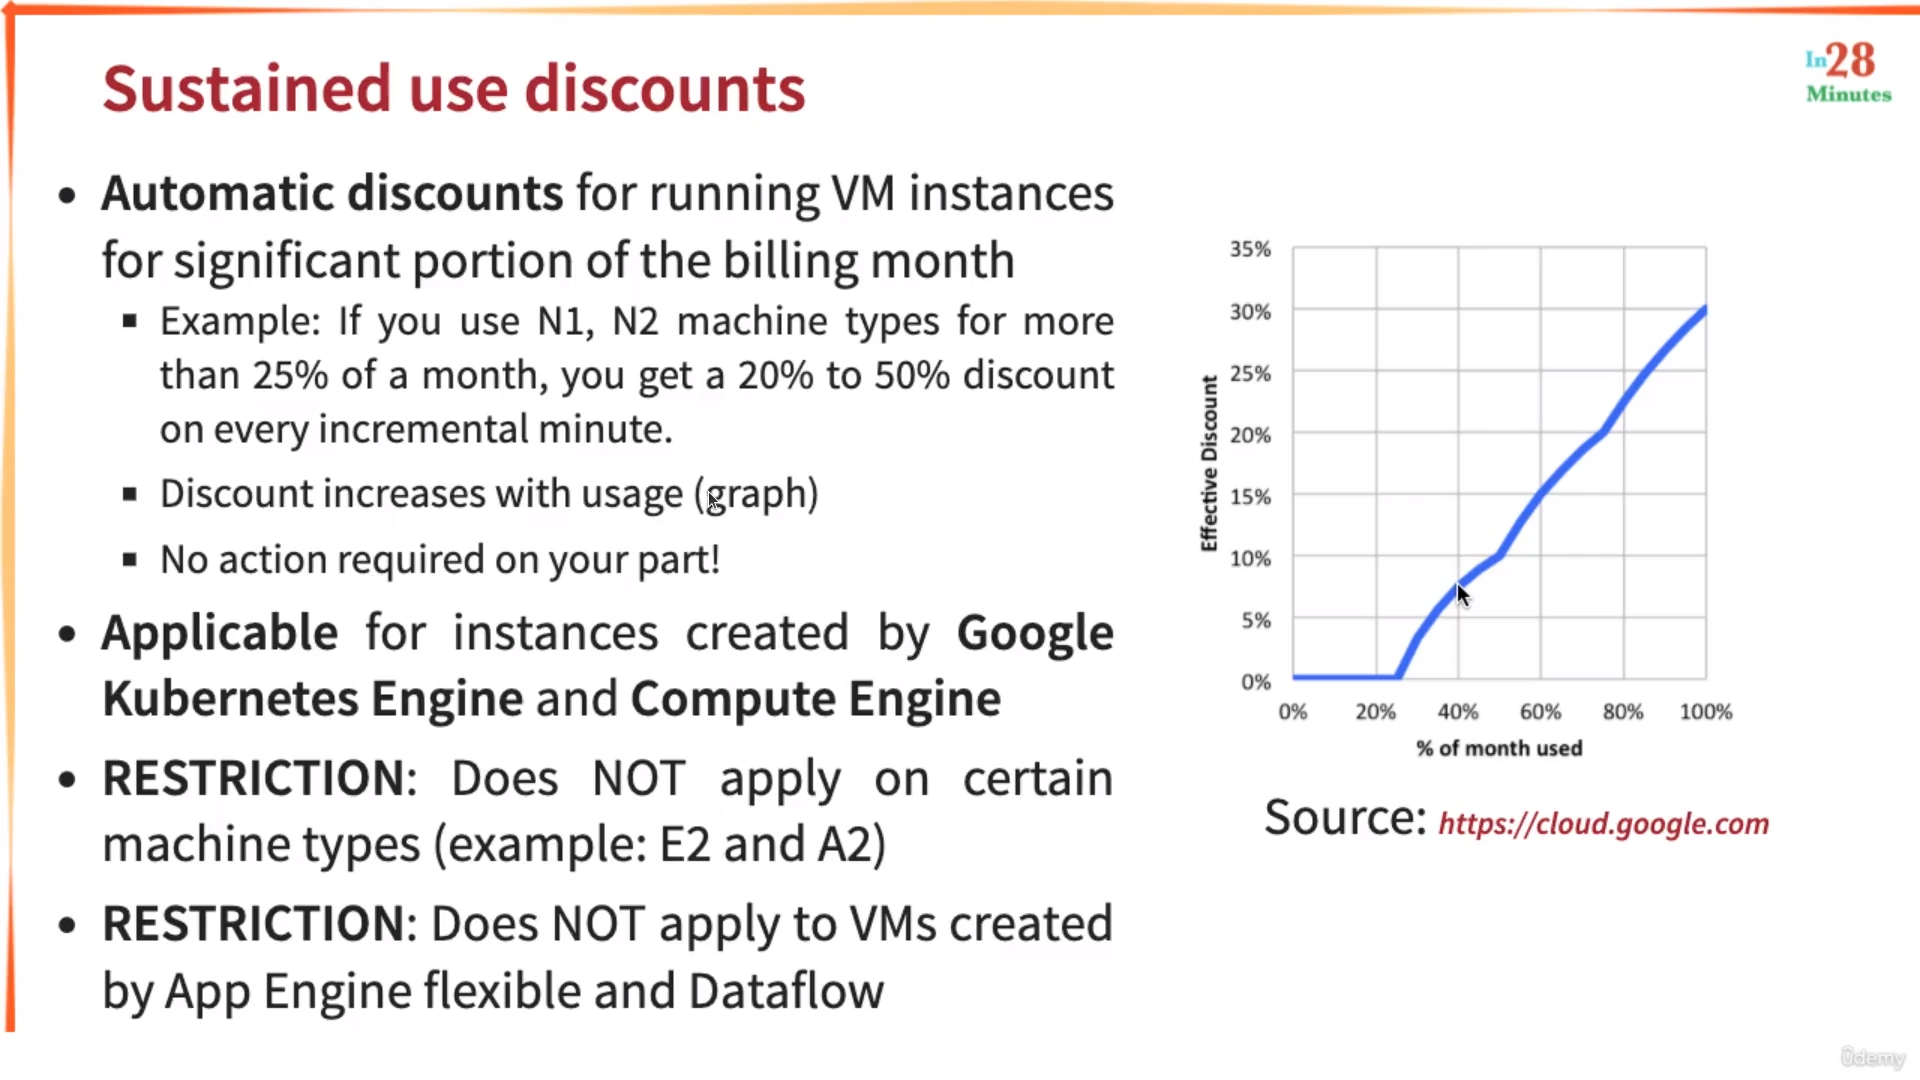 Sustained use discounts
In28
Minutes
• Automatic discounts for running VM instances
for significant portion of the billing month
▪ Example: If you use N1, N2 machine types for more
than 25% of a month, you get a 20% to 50% discount
on every incremental minute.
▪ Discount increases with usage (graph)
▪ No action required on your part!
• Applicable for instances created by Google
Kubernetes Engine and Compute Engine
• RESTRICTION: Does NOT apply on certain
machine types (example: E2 and A2)
• RESTRICTION: Does NOT apply to VMs created
by App Engine flexible and Dataflow
Effective Discount
35%
30%
25%
20%
15%
10%
5%
0%
0% 20% 40% 60% 80% 100%
% of month used
Source: https://cloud.google.com
ûdemy